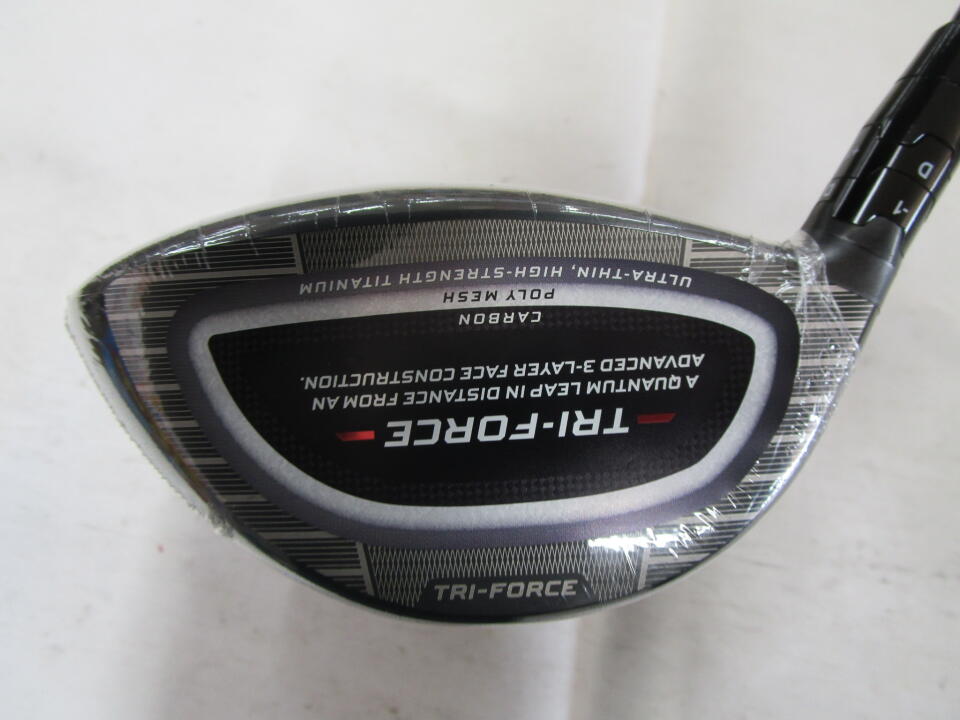 TRI-FORCE
A QUANTUM LEAP IN DISTANCE FROM AN
ADVANCED 3-LAYER FACE CONSTRUCTION.
CARBON
POLY MESH
ULTRA-THIN, HIGH-STRENGTH TITANIUM
TRI-FORCE
D
-1